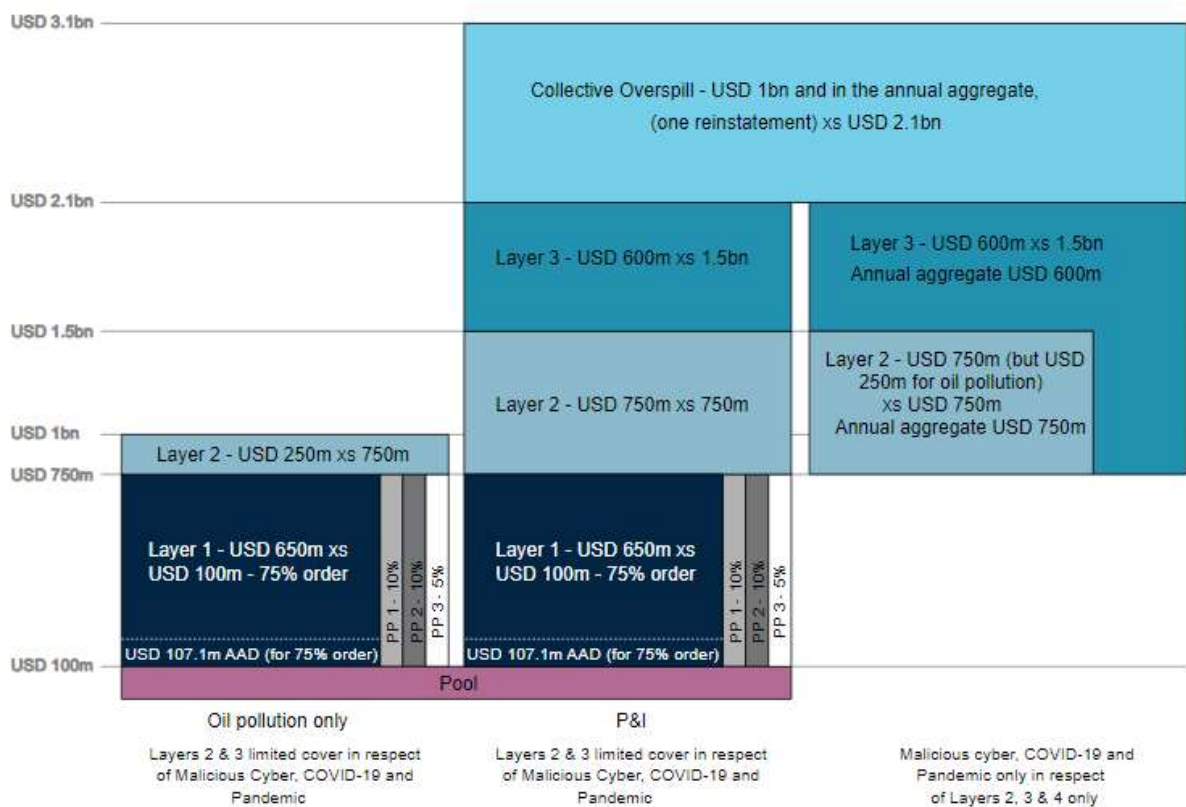 USD 3.1bn
Collective Overspill - USD 1bn and in the annual aggregate,
(one reinstatement) xs USD 2.1bn
USD 2.1bn
Layer 3 - USD 600m xs 1.5bn
Layer 3 - USD 600m xs 1.5bn
Annual aggregate USD 600m
USD 1.5bn
Layer 2 - USD 750m xs 750m
Layer 2 - USD 750m (but USD
250m for oil pollution)
xs USD 750m
Annual aggregate USD 750m
USD 1bn
Layer 2 - USD 250m xs 750m
USD 750m
Layer 1 - USD 650m xs
USD 100m - 75% order
PP 1 - 10%
PP 2 - 10%
PP 3 - 5%
USD 107.1m AAD (for 75% order)
Layer 1 - USD 650m xs
USD 100m - 75% order
PP 1 - 10%
PP 2 - 10%
PP 3 - 5%
USD 107.1m AAD (for 75% order)
USD 100m
Pool
Oil pollution only
Layers 2 & 3 limited cover in respect
of Malicious Cyber, COVID-19 and
Pandemic
P&I
Layers 2 & 3 limited cover in respect
of Malicious Cyber, COVID-19 and
Pandemic
Malicious cyber, COVID-19 and
Pandemic only in respect
of Layers 2, 3 & 4 only